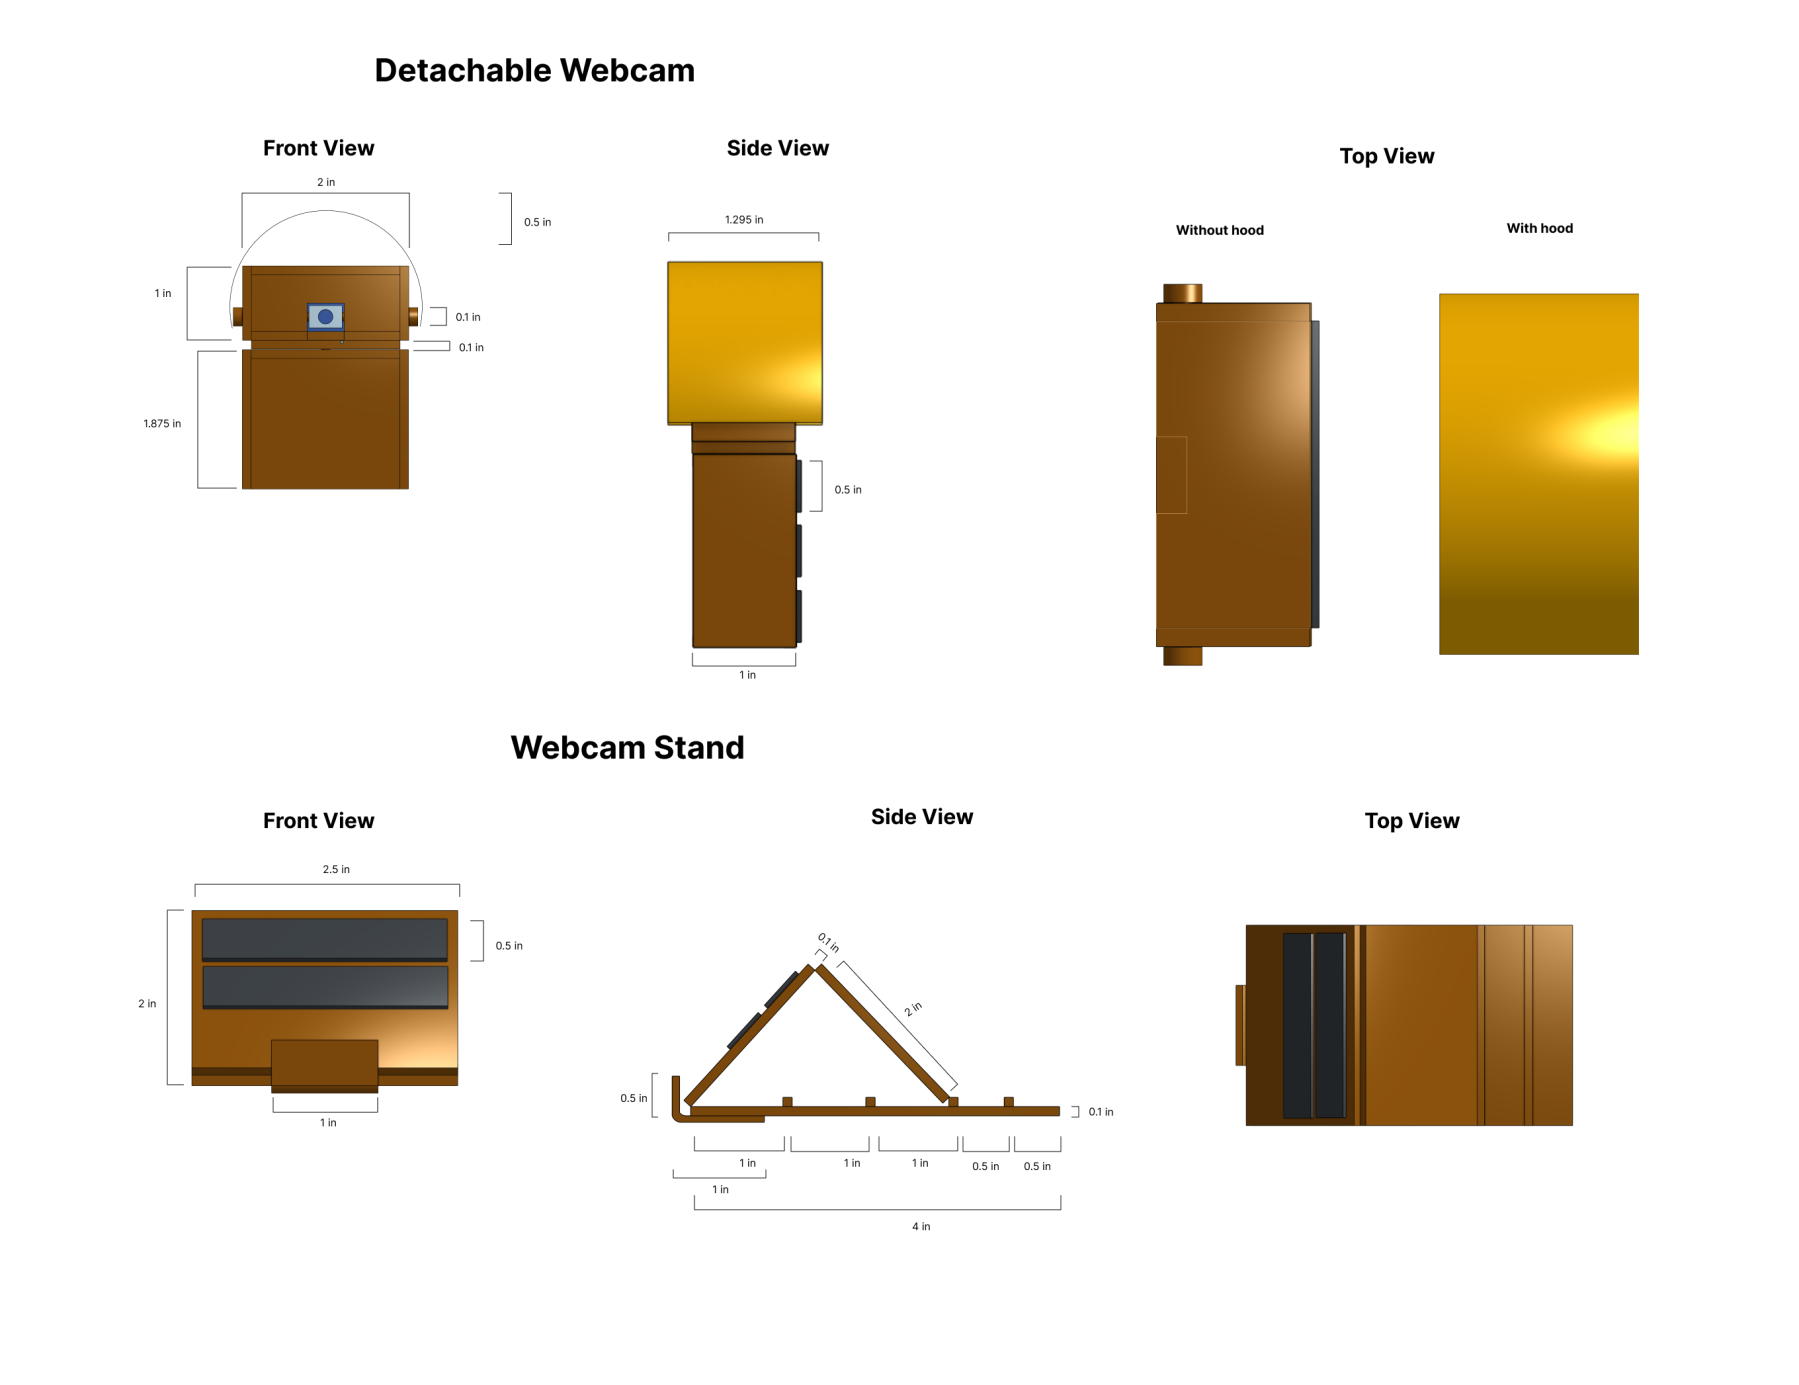 Detachable Webcam
Front View
Side View
Top View
2 in
0.5 in
1 in
0.1 in
0.1 in
1.875 in
1.295 in
0.5 in
1 in
Without hood
With hood
Webcam Stand
Front View
Side View
Top View
2.5 in
0.5 in
2 in
1 in
0.1 in
2 in
0.5 in
0.1 in
1 in
1 in
1 in
0.5 in
0.5 in
1 in
4 in